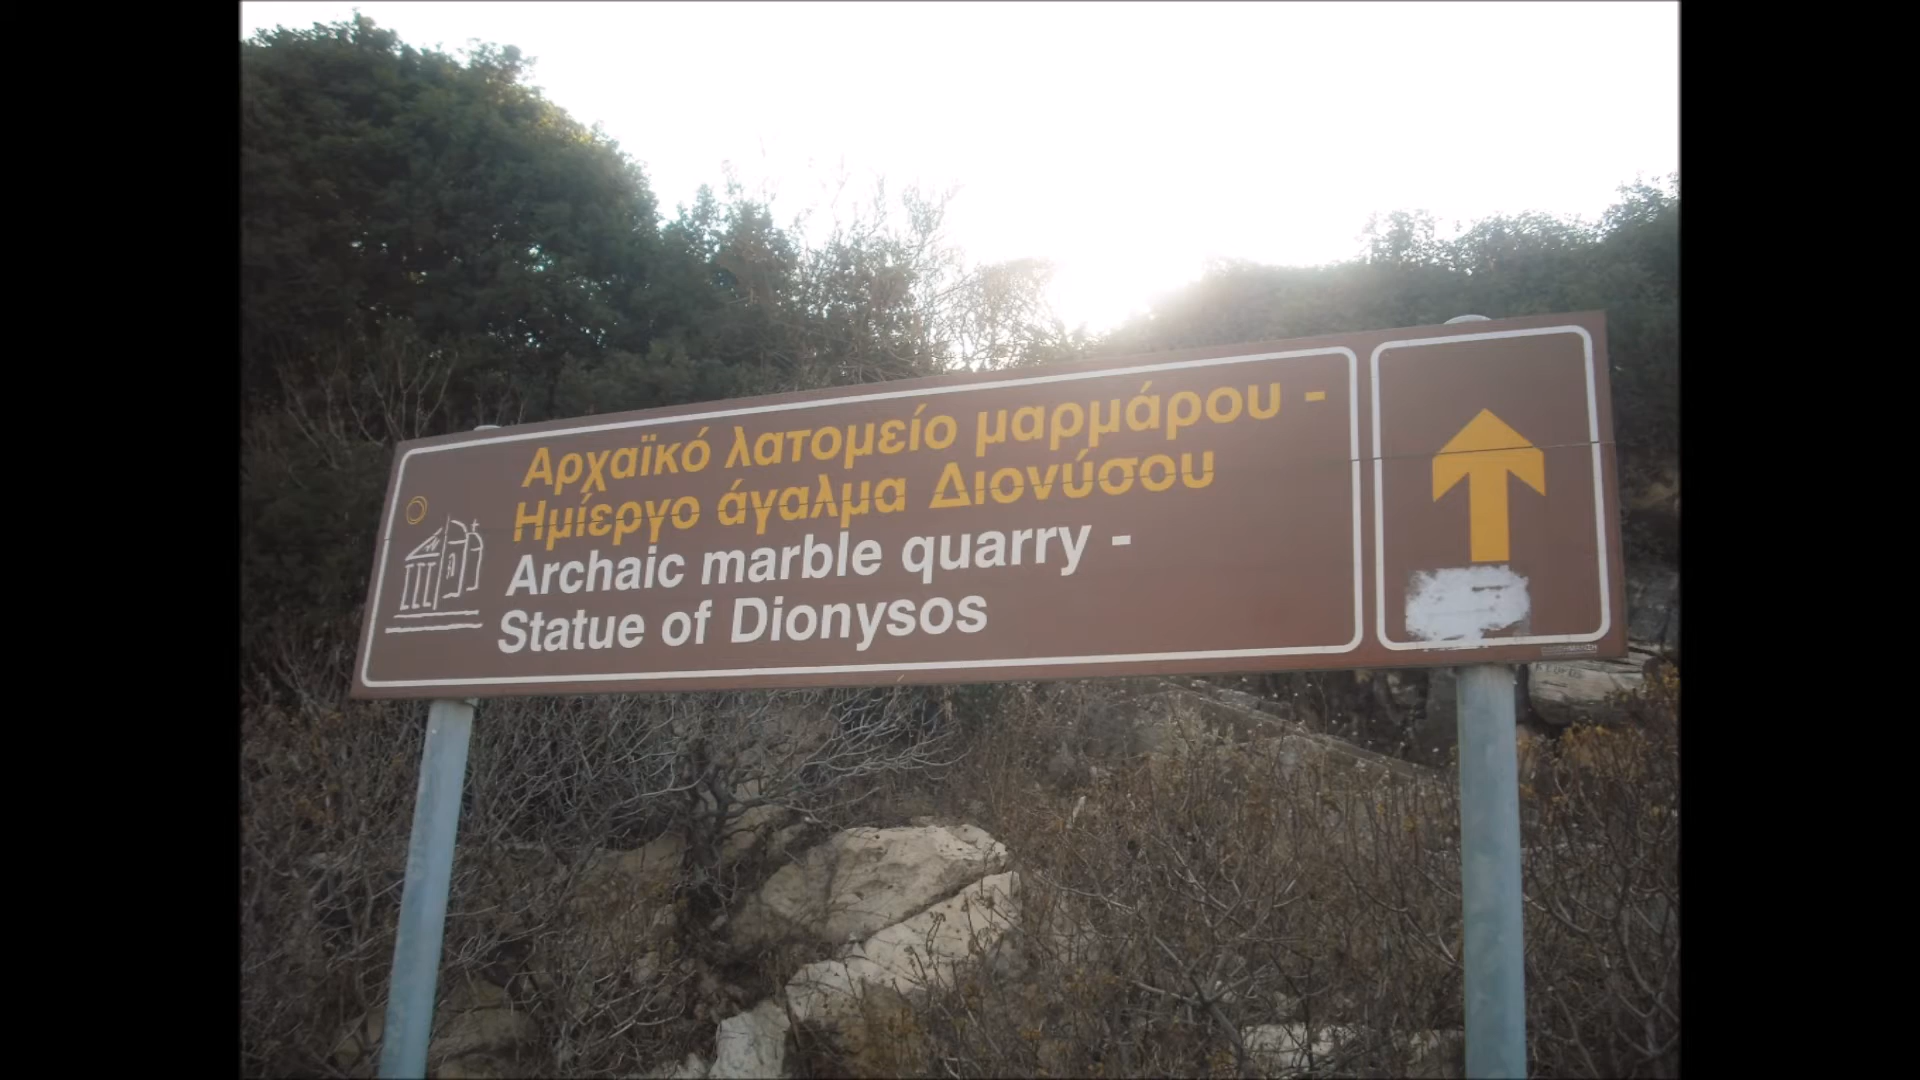 Αρχαϊκό λατομείο μαρμάρου -
Ημίεργο άγαλμα Διονύσου
Archaic marble quarry -
Statue of Dionysos